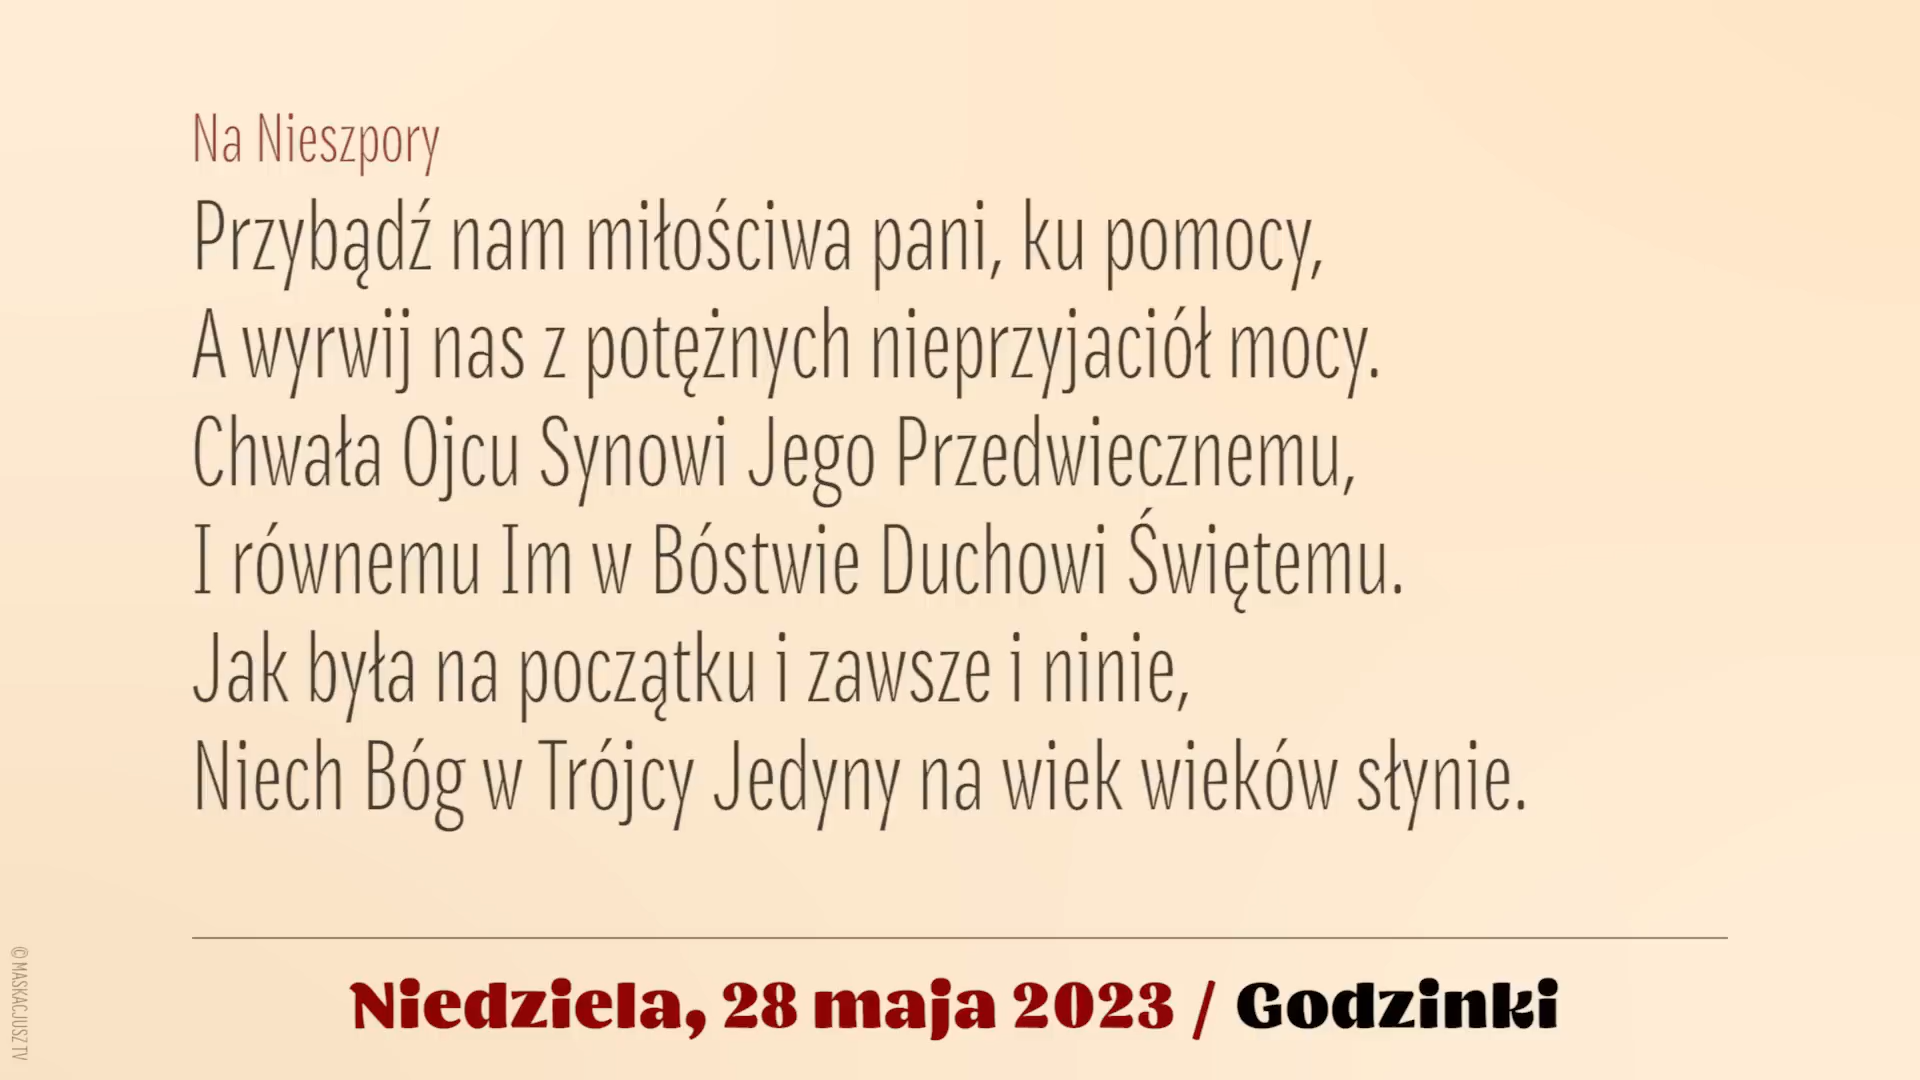 Na Nieszpory
Przybądź nam miłościwa pani, ku pomocy,
A wyrwij nas z potężnych nieprzyjaciół mocy.
Chwała Ojcu Synowi Jego Przedwiecznemu,
I równemu Im w Bóstwie Duchowi Świętemu.
Jak była na początku i zawsze i ninie,
Niech Bóg w Trójcy Jedyny na wiek wieków słynie.
© MASKACJUSZ TV
Niedziela, 28 maja 2023 / Godzinki